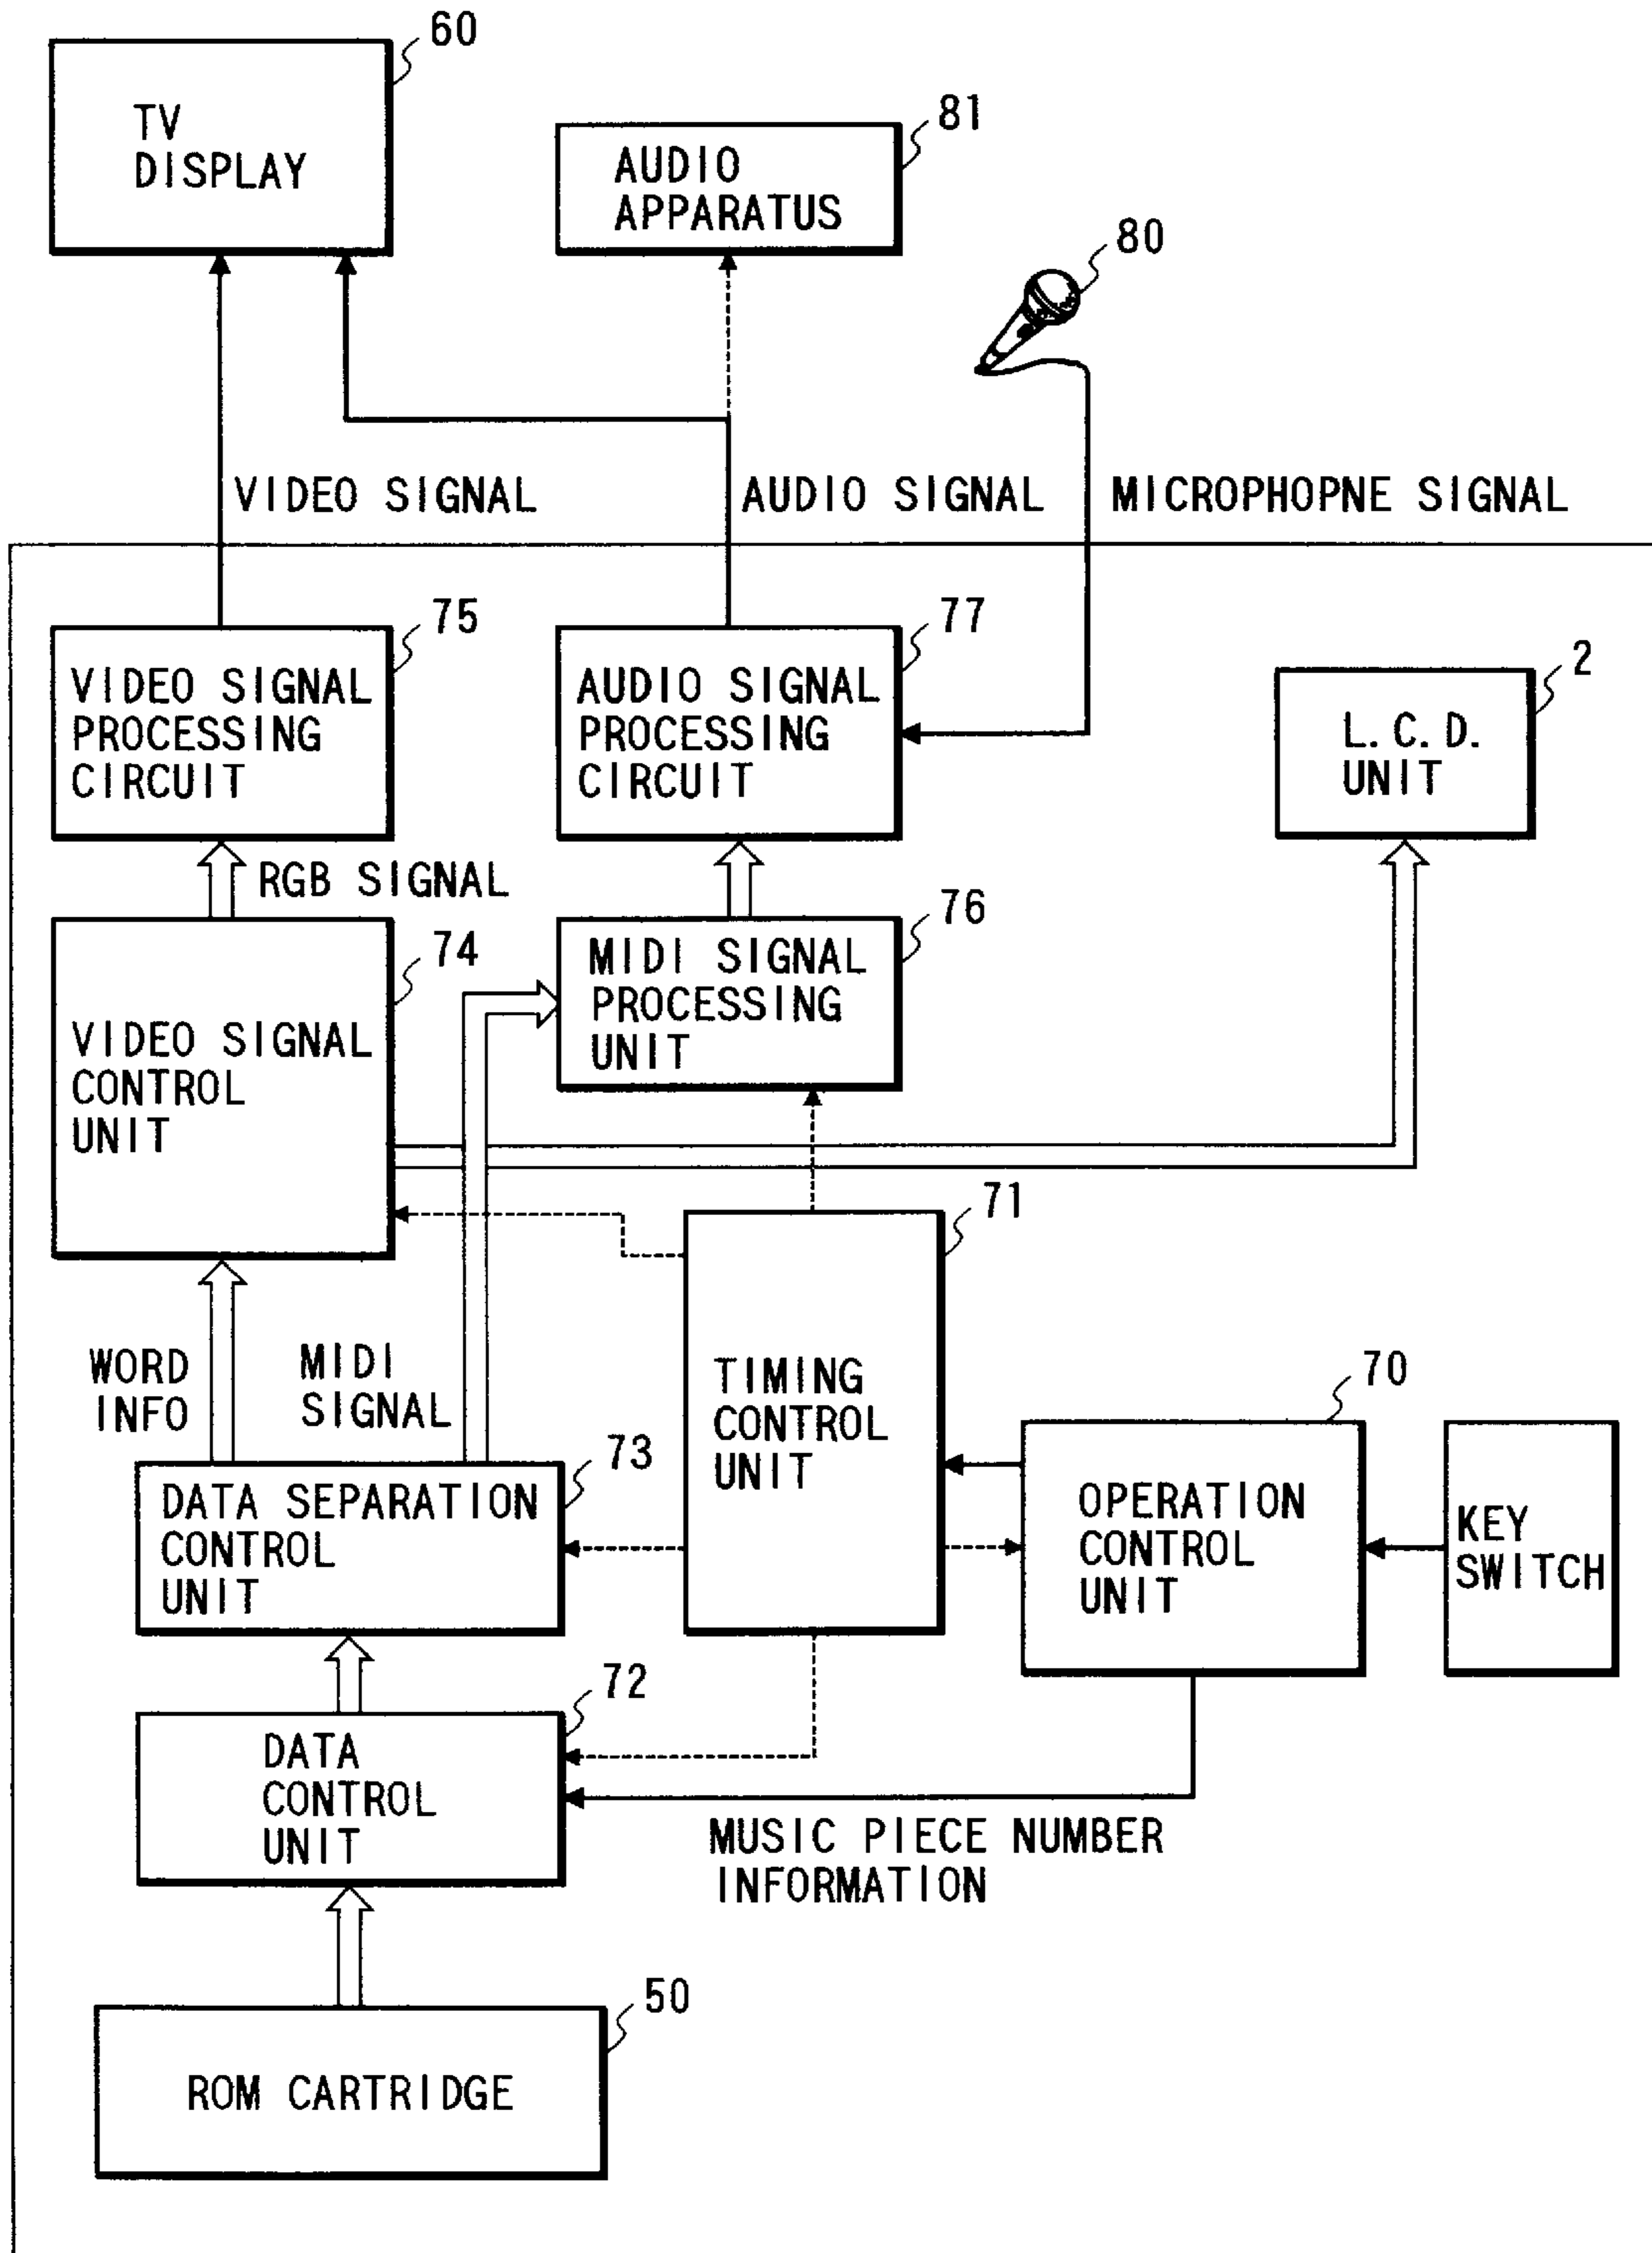 60
TV
DISPLAY
81
AUDIO
APPARATUS
80
VIDEO SIGNAL
AUDIO SIGNAL
MICROPHOPNE SIGNAL
75
VIDEO SIGNAL
PROCESSING
CIRCUIT
77
AUDIO SIGNAL
PROCESSING
CIRCUIT
2
L. C. D.
UNIT
RGB SIGNAL
74
VIDEO SIGNAL
CONTROL
UNIT
76
MIDI SIGNAL
PROCESSING
UNIT
71
TIMING
CONTROL
UNIT
WORD
INFO
MIDI
SIGNAL
70
OPERATION
CONTROL
UNIT
KEY
SWITCH
73
DATA SEPARATION
CONTROL
UNIT
72
DATA
CONTROL
UNIT
MUSIC PIECE NUMBER
INFORMATION
50
ROM CARTRIDGE